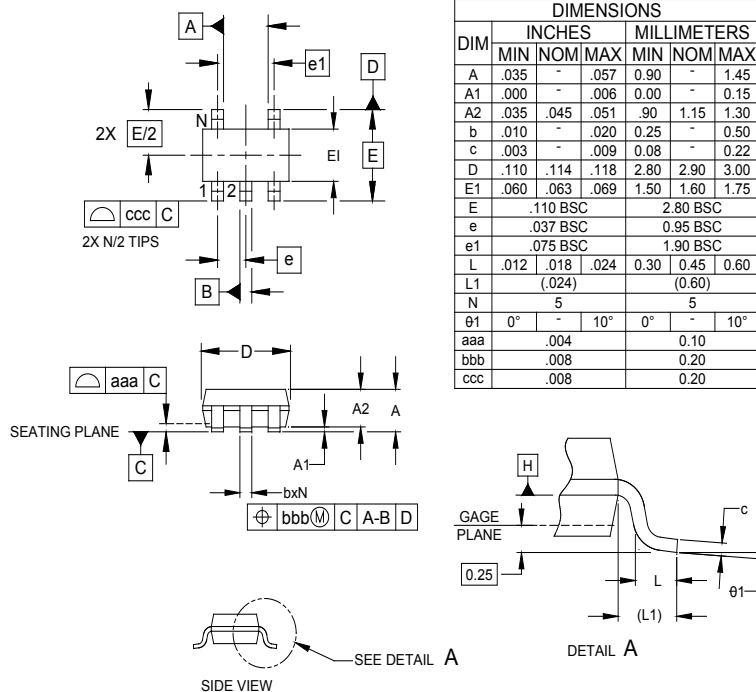 A
e1
D
2X E/2
N
EI
E
1 2
ccc C
2X N/2 TIPS
e
B
D
aaa C
A2 A
SEATING PLANE
C
A1
bxN
bbbⓂ C A-B D
SEE DETAIL A
SIDE VIEW
DIMENSIONS
DIM INCHES MILLIMETERS
MIN NOM MAX MIN NOM MAX
A .035 - .057 0.90 - 1.45
A1 .000 - .006 0.00 - 0.15
A2 .035 .045 .051 .90 1.15 1.30
b .010 - .020 0.25 - 0.50
c .003 - .009 0.08 - 0.22
D .110 .114 .118 2.80 2.90 3.00
E1 .060 .063 .069 1.50 1.60 1.75
E .110 BSC 2.80 BSC
e .037 BSC 0.95 BSC
e1 .075 BSC 1.90 BSC
L .012 .018 .024 0.30 0.45 0.60
L1 (.024) (0.60)
N 5 5
θ1 0° - 10° 0° - 10°
aaa .004 0.10
bbb .008 0.20
ccc .008 0.20
H
c
GAGE
PLANE
0.25
L
θ1
(L1)
DETAIL A